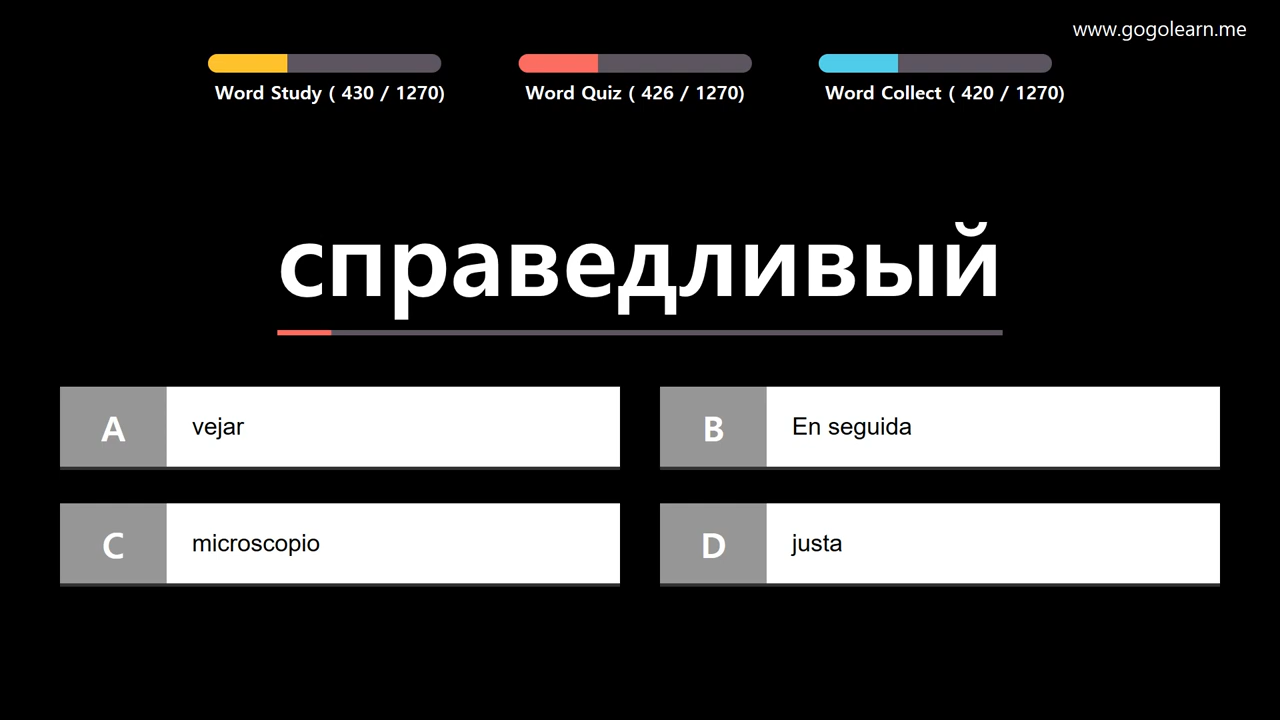 www.gogolearn.me
Word Study ( 430 / 1270)
Word Quiz ( 426 / 1270)
Word Collect ( 420 / 1270)
справедливый
A vejar
B En seguida
C microscopio
D justa